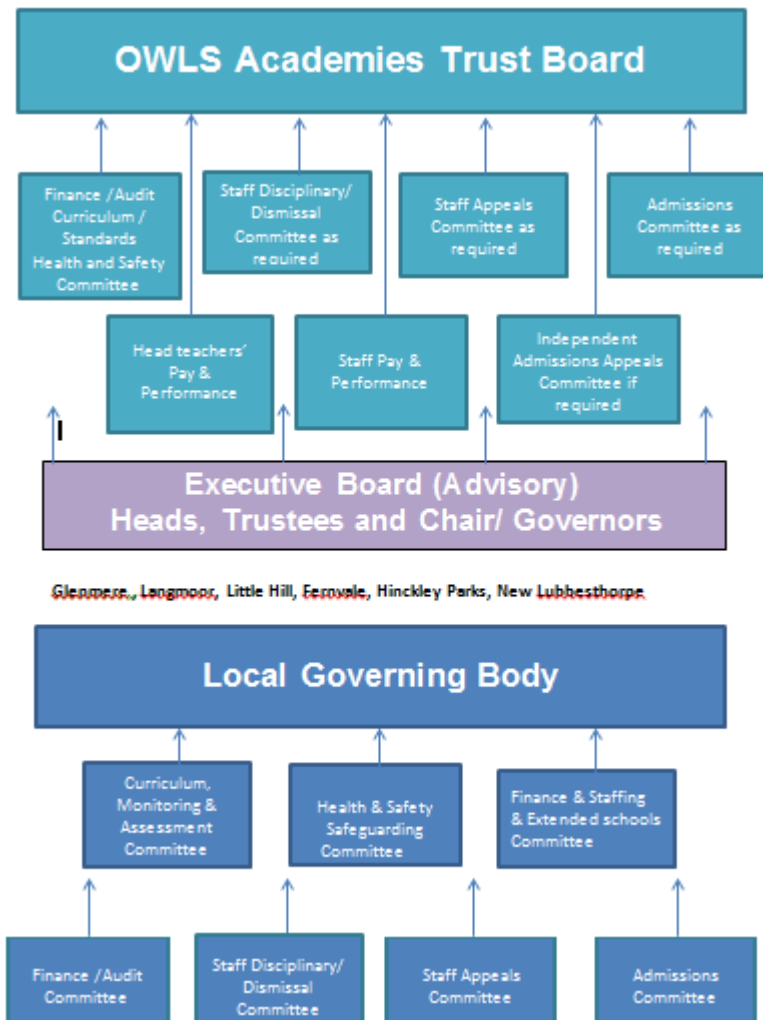 OWLS Academies Trust Board
Finance /Audit
Curriculum /
Standards
Health and Safety
Committee
Staff Disciplinary/
Dismissal
Committee as
required
Staff Appeals
Committee as
required
Admissions
Committee as
required
Head teachers’
Pay &
Performance
Staff Pay &
Performance
Independent
Admissions Appeals
Committee if
required
I
Executive Board (Advisory)
Heads, Trustees and Chair/ Governors
Glenmere, Langmoor, Little Hill, Fernvale, Hinckley Parks, New Lubbesthorpe
Local Governing Body
Curriculum,
Monitoring &
Assessment
Committee
Health & Safety
Safeguarding
Committee
Finance & Staffing
& Extended schools
Committee
Finance /Audit
Committee
Staff Disciplinary/
Dismissal
Committee
Staff Appeals
Committee
Admissions
Committee